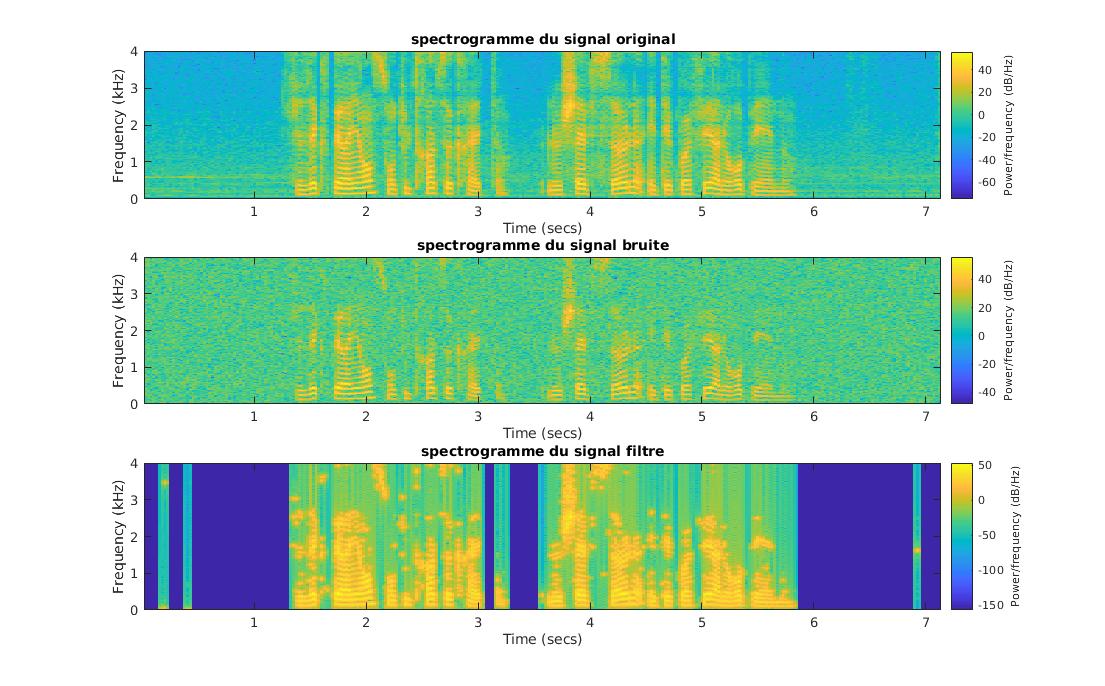 spectrogramme du signal original
4
3
2
1
0
Frequency (kHz)
1 2 3 4 5 6 7
Time (secs)
40
20
0
-20
-40
-60
Power/frequency (dB/Hz)
spectrogramme du signal bruite
4
3
2
1
0
Frequency (kHz)
1 2 3 4 5 6 7
Time (secs)
40
20
0
-20
-40
Power/frequency (dB/Hz)
spectrogramme du signal filtre
4
3
2
1
0
Frequency (kHz)
1 2 3 4 5 6 7
Time (secs)
50
0
-50
-100
-150
Power/frequency (dB/Hz)